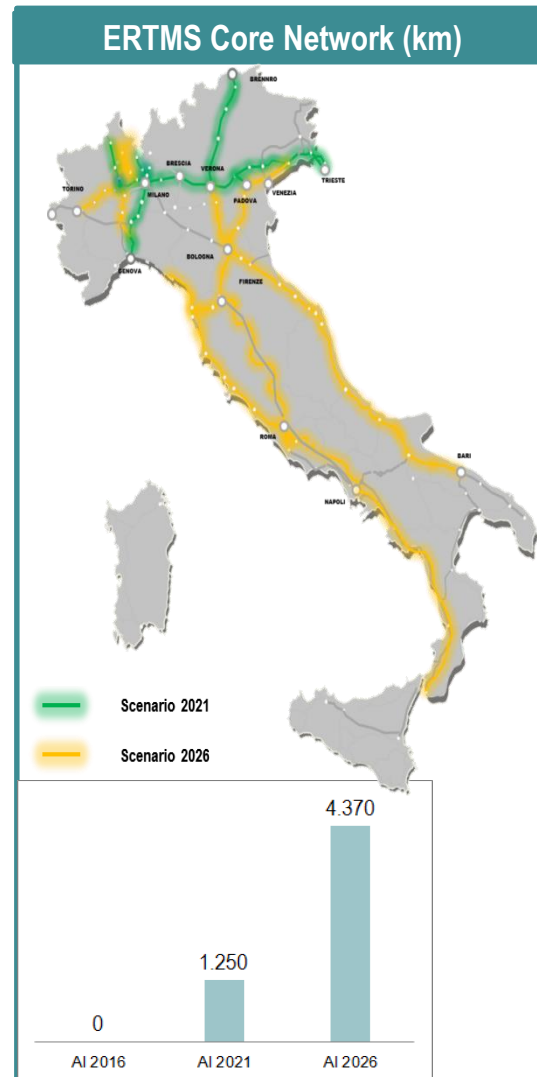 ERTMS Core Network (km)
BRENNRO
BRESCIA
VERONA
TRIESTE
TORINO
MILANO
PADOVA
VENEZIA
BOLOGNA
GENOVA
FIRENZE
ROMA
BARI
NAPOLI
Scenario 2021
Scenario 2026
4.370
1.250
0
Al 2016
Al 2021
Al 2026